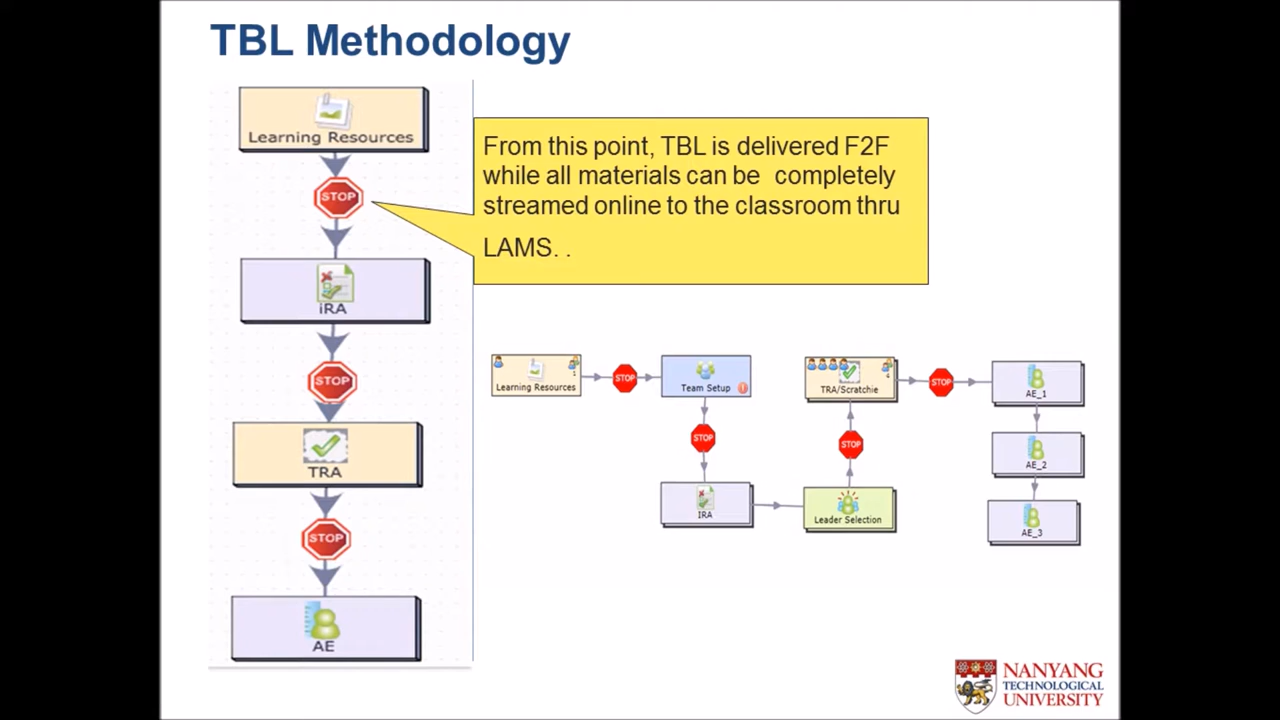 TBL Methodology
Learning Resources
STOP
iRA
STOP
TRA
STOP
AE
From this point, TBL is delivered F2F
while all materials can be completely
streamed online to the classroom thru
LAMS. .
Learning Resources
1
STOP
Team Setup
STOP
IRA
Leader Selection
STOP
TRA/Scratchie
4
STOP
AE_1
AE_2
AE_3
NANYANG
TECHNOLOGICAL
UNIVERSITY